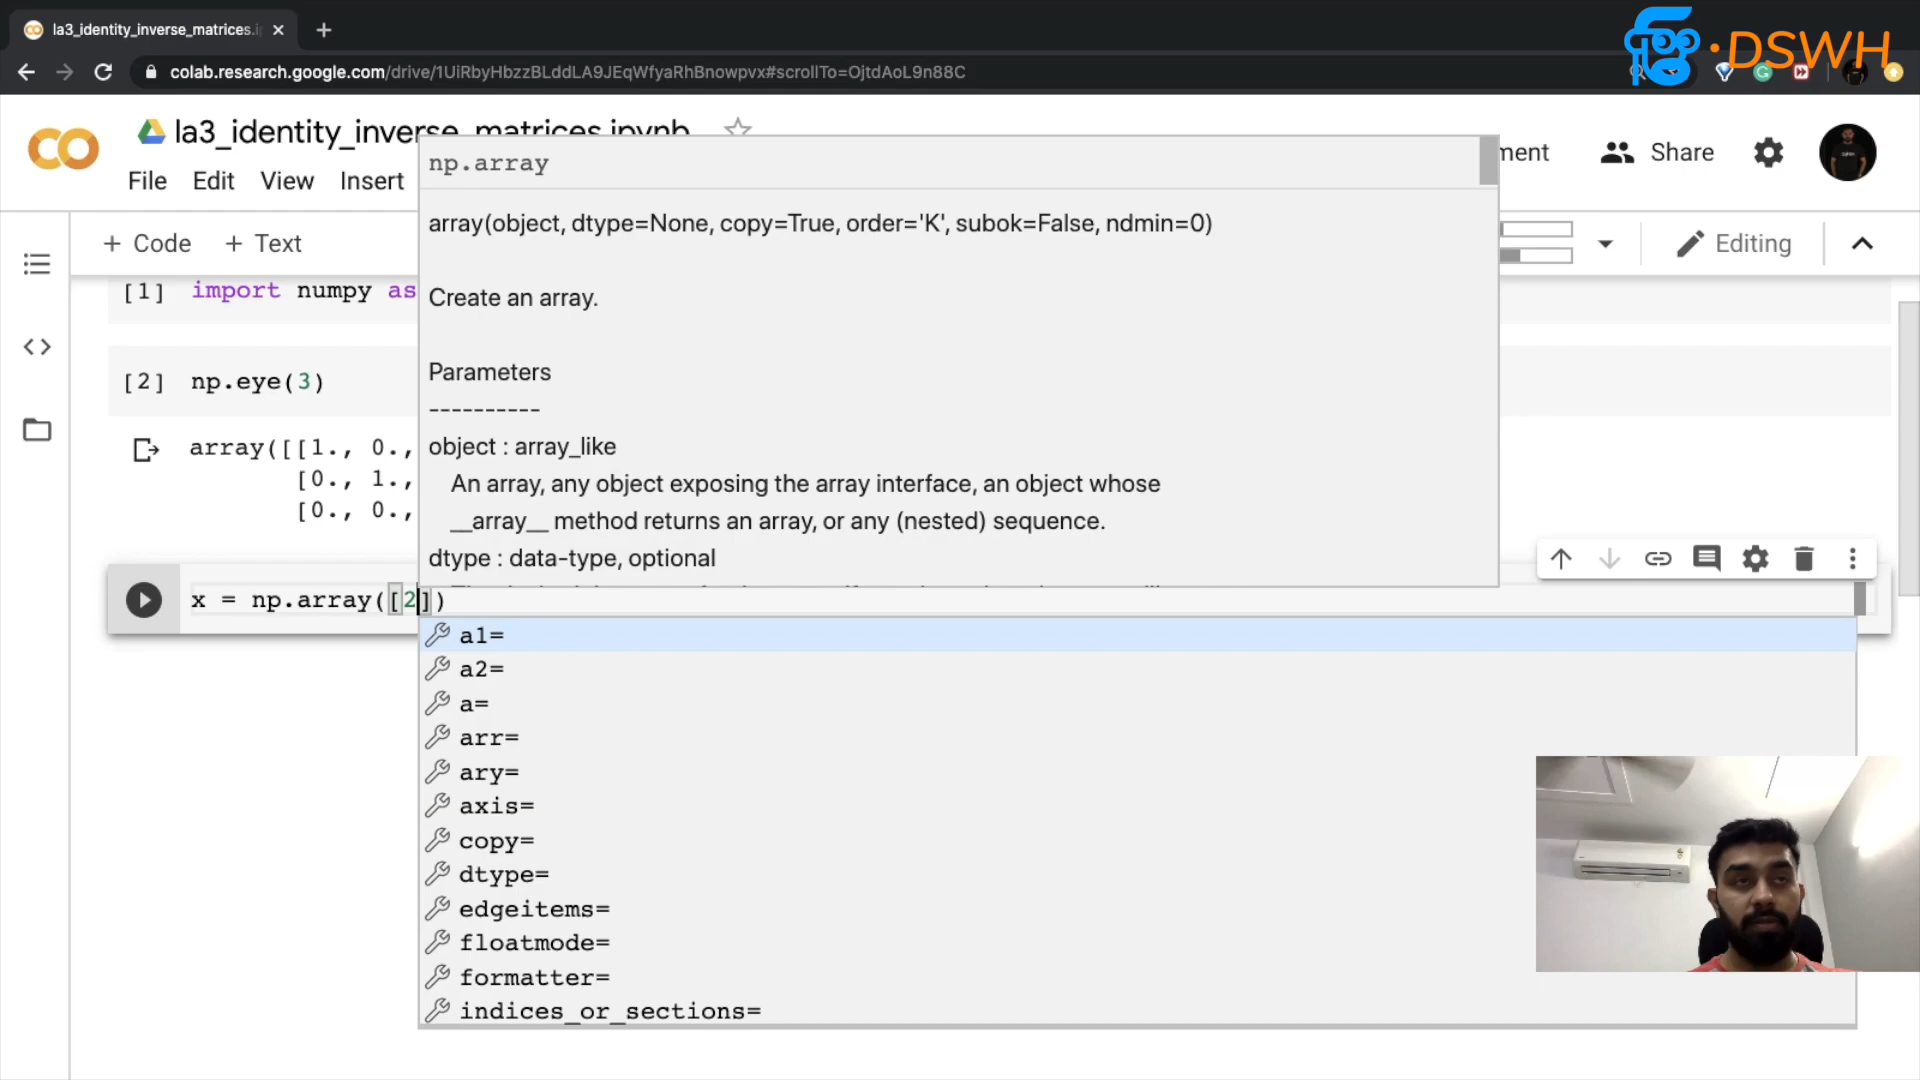 la3_identity_inverse_matrices.i
colab.research.google.com/drive/1UiRbyHbzzBLddLA9JEqWfyaRhBnowpvx#scrollTo=OjtdAoL9n88C
DSWH
la3_identity_inverse_matrices.ipynb
File Edit View Insert
ment Share
+ Code + Text
Editing
np.array
array(object, dtype=None, copy=True, order='K', subok=False, ndmin=0)
Create an array.
Parameters
----------
object : array_like
An array, any object exposing the array interface, an object whose
__array__ method returns an array, or any (nested) sequence.
dtype : data-type, optional
[1] import numpy as
[2] np.eye(3)
array([[1., 0.,
[0., 1.,
[0., 0.,
x = np.array([2])
a1=
a2=
a=
arr=
ary=
axis=
copy=
dtype=
edgeitems=
floatmode=
formatter=
indices_or_sections=